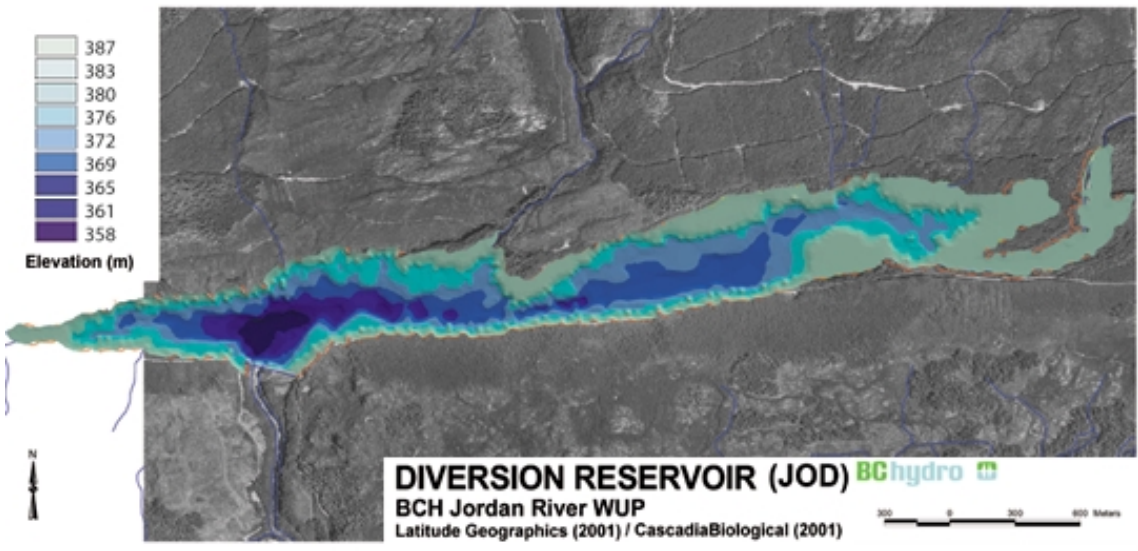 387
383
380
376
372
369
365
361
358
Elevation (m)
N
DIVERSION RESERVOIR (JOD)
BChydro
BCH Jordan River WUP
Latitude Geographics (2001) / CascadiaBiological (2001)
300 0 300 600 Meters